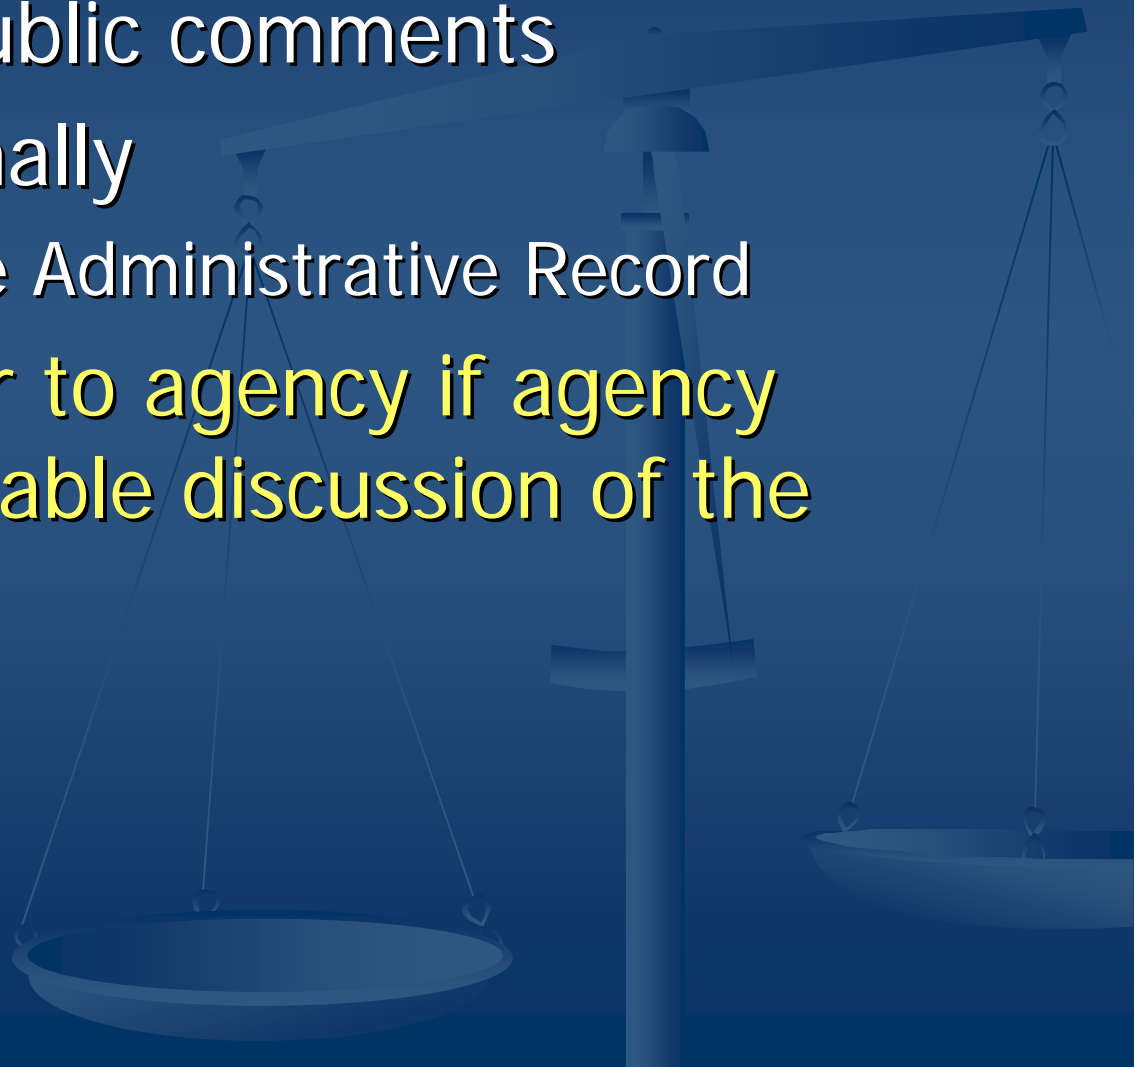 ublic comments
ally
e Administrative Record
r to agency if agency
able discussion of the